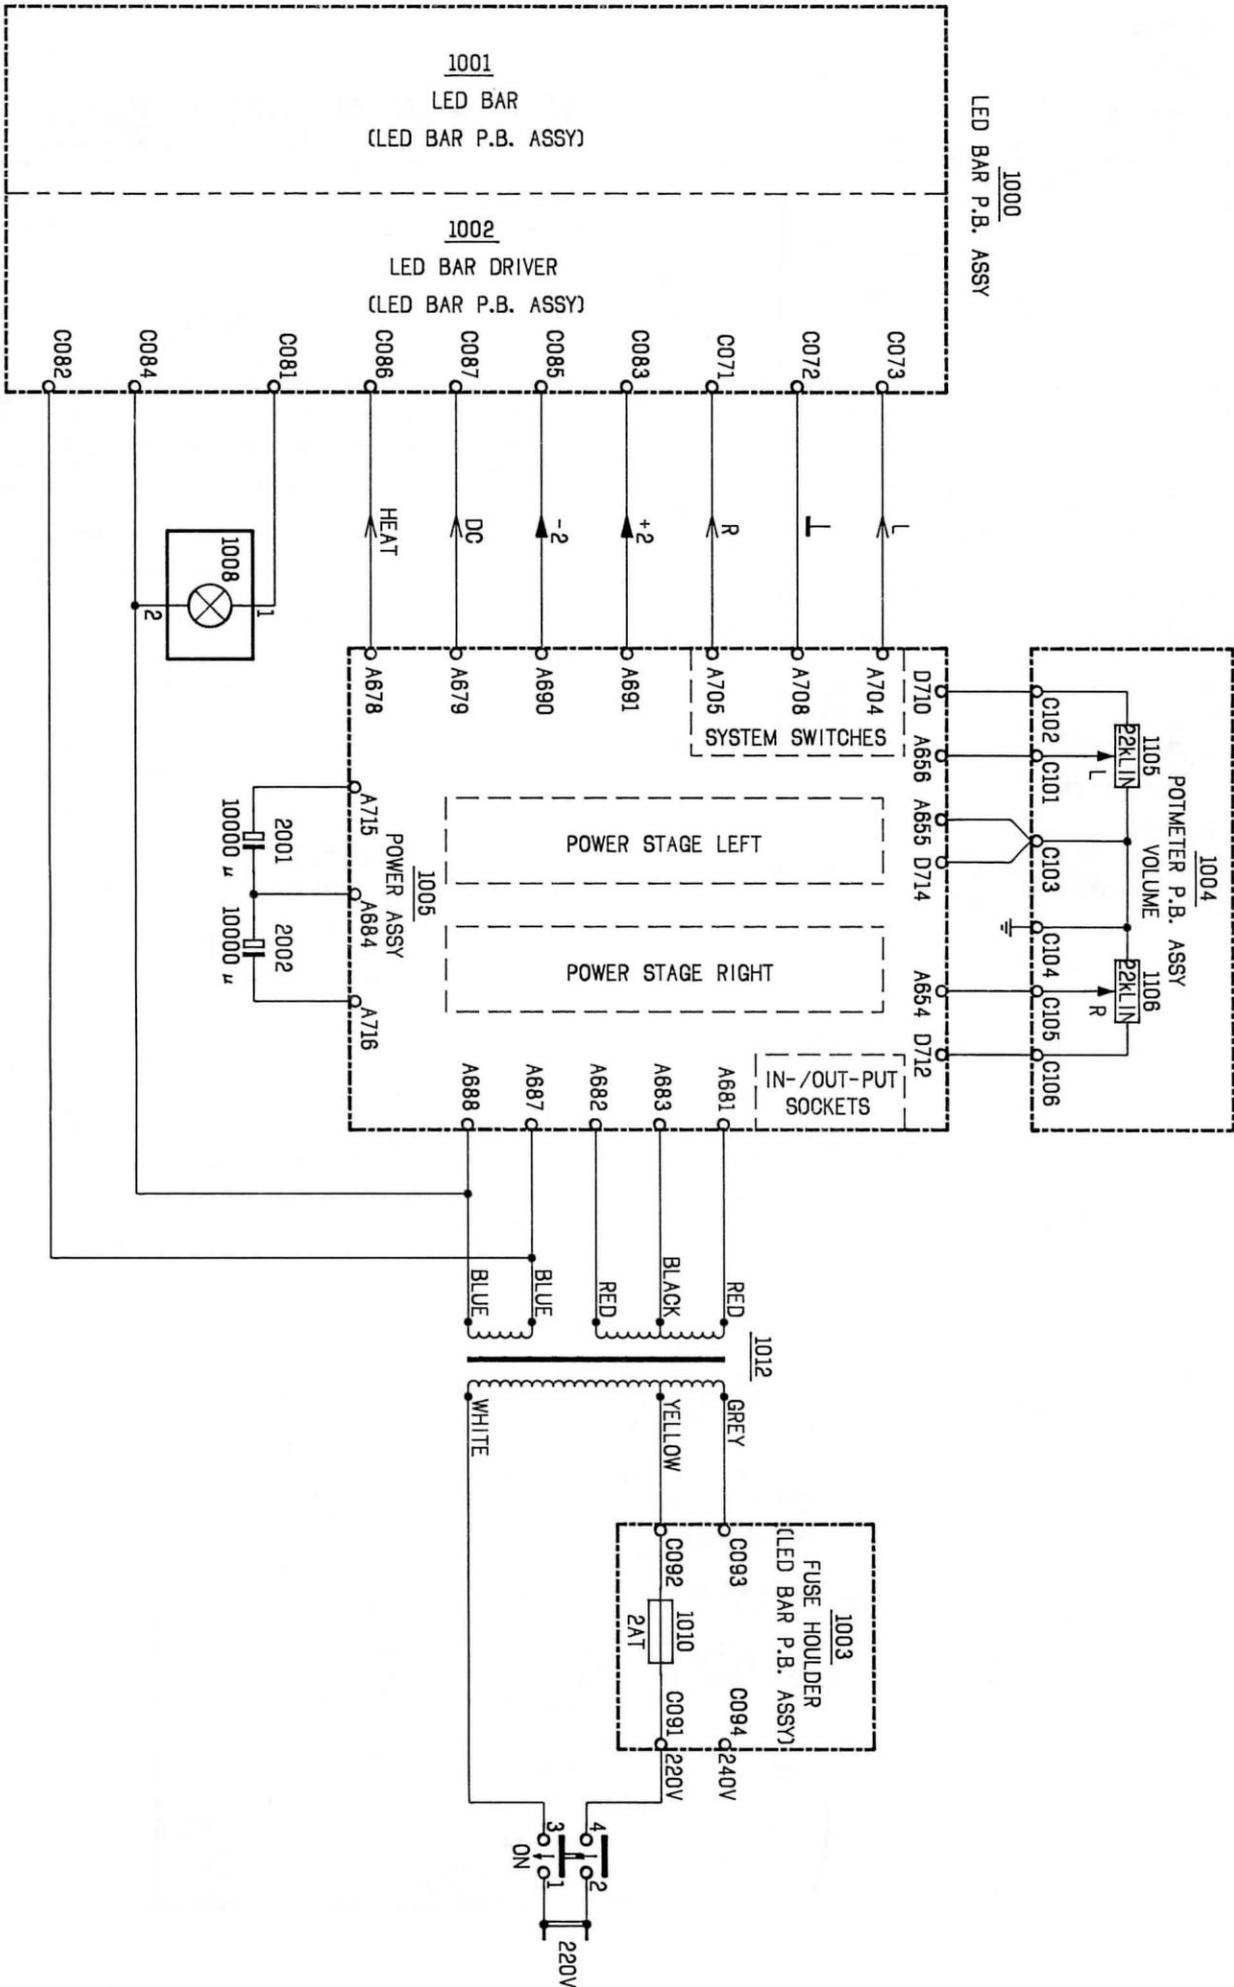 1001
LED BAR
(LED BAR P.B. ASSY)
1002
LED BAR DRIVER
(LED BAR P.B. ASSY)
1000
LED BAR P.B. ASSY
C082
C084
C081
C086
C087
C085
C083
C071
C072
C073
HEAT
DC
-2
+2
R
L
1008
1
2
A678
A679
A690
A691
A705
A708
A704
SYSTEM SWITCHES
D710
A656
A655
D714
A654
D712
C102
C101
C103
C104
C105
C106
1105
22kLIN
L
1106
22kLIN
R
1004
POTMETER P.B. ASSY
VOLUME
POWER STAGE LEFT
POWER STAGE RIGHT
1005
POWER ASSY
A715
A684
A716
2001
10000 µ
2002
10000 µ
IN-/OUT-PUT
SOCKETS
A688
A687
A682
A683
A681
BLUE
BLUE
RED
BLACK
RED
1012
WHITE
YELLOW
GREY
1003
FUSE HOULDER
(LED BAR P.B. ASSY)
C093
C092
1010
2AT
C094
C091
240V
220V
3
4
ON
1
2
220V